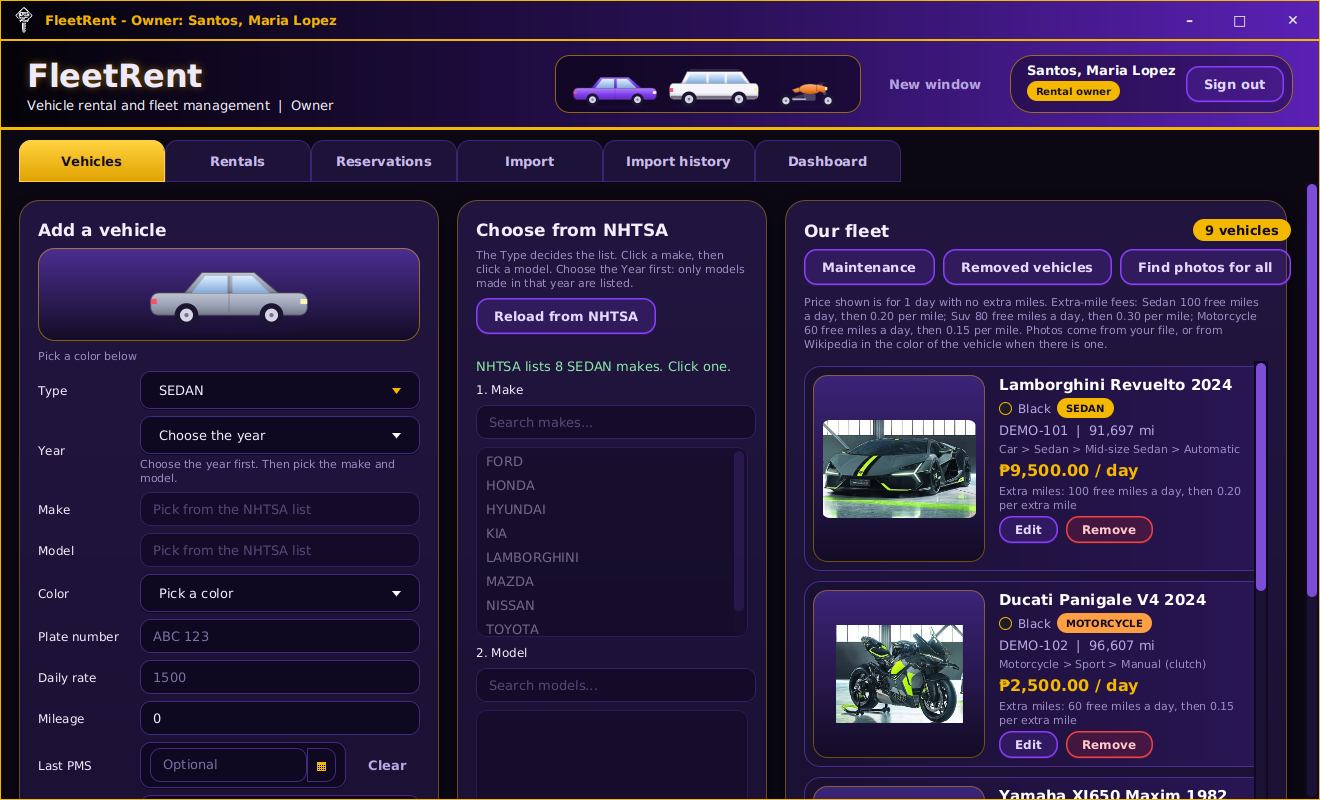 FleetRent - Owner: Santos, Maria Lopez
FleetRent
Vehicle rental and fleet management | Owner
New window
Santos, Maria Lopez
Rental owner
Sign out
Vehicles
Rentals
Reservations
Import
Import history
Dashboard
Add a vehicle
Pick a color below
Type
SEDAN
Year
Choose the year
Choose the year first. Then pick the make and
model.
Make
Pick from the NHTSA list
Model
Pick from the NHTSA list
Color
Pick a color
Plate number
ABC 123
Daily rate
1500
Mileage
0
Last PMS
Optional
Clear
Choose from NHTSA
The Type decides the list. Click a make, then
click a model. Choose the Year first: only models
made in that year are listed.
Reload from NHTSA
NHTSA lists 8 SEDAN makes. Click one.
1. Make
Search makes...
FORD
HONDA
HYUNDAI
KIA
LAMBORGHINI
MAZDA
NISSAN
TOYOTA
2. Model
Search models...
Our fleet
9 vehicles
Maintenance
Removed vehicles
Find photos for all
Price shown is for 1 day with no extra miles. Extra-mile fees: Sedan 100 free miles
a day, then 0.20 per mile; Suv 80 free miles a day, then 0.30 per mile; Motorcycle
60 free miles a day, then 0.15 per mile. Photos come from your file, or from
Wikipedia in the color of the vehicle when there is one.
Lamborghini Revuelto 2024
Black
SEDAN
DEMO-101 | 91,697 mi
Car > Sedan > Mid-size Sedan > Automatic
₱9,500.00 / day
Extra miles: 100 free miles a day, then 0.20
per extra mile
Edit
Remove
Ducati Panigale V4 2024
Black
MOTORCYCLE
DEMO-102 | 96,607 mi
Motorcycle > Sport > Manual (clutch)
₱2,500.00 / day
Extra miles: 60 free miles a day, then 0.15
per extra mile
Edit
Remove
Yamaha XJ650 Maxim 1982